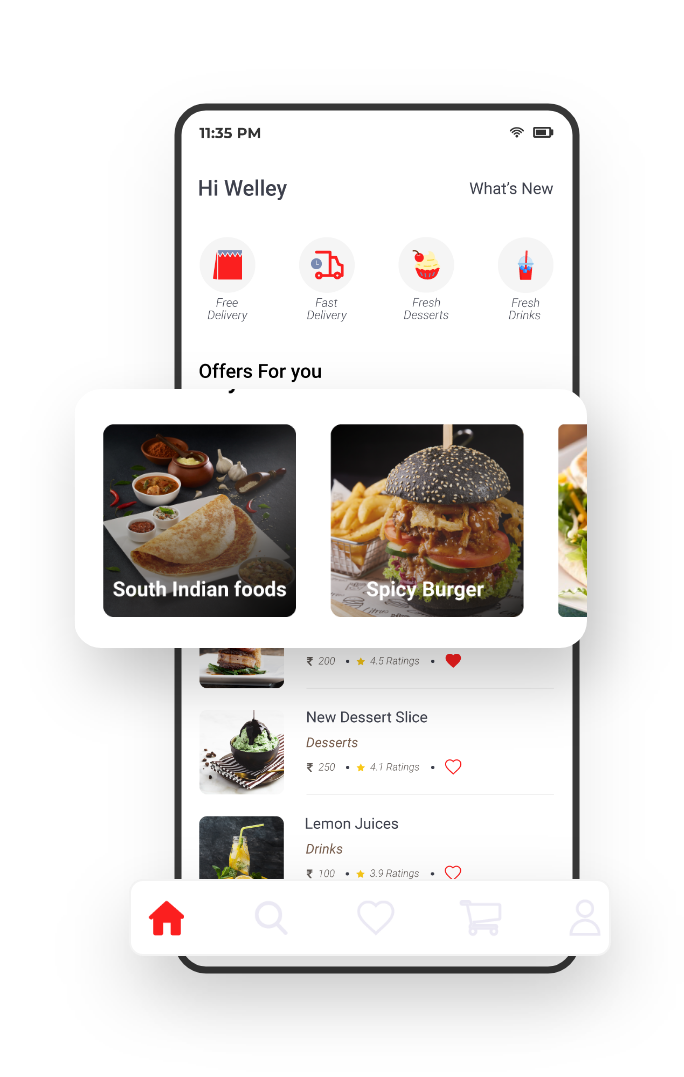 11:35 PM
Hi Welley
What's New
Free
Delivery
Fast
Delivery
Fresh
Desserts
Fresh
Drinks
Offers For you
South Indian foods
Spicy Burger
₹ 200 • ★ 4.5 Ratings •
New Dessert Slice
Desserts
₹ 250 • ★ 4.1 Ratings •
Lemon Juices
Drinks
₹ 100 • ★ 3.9 Ratings •